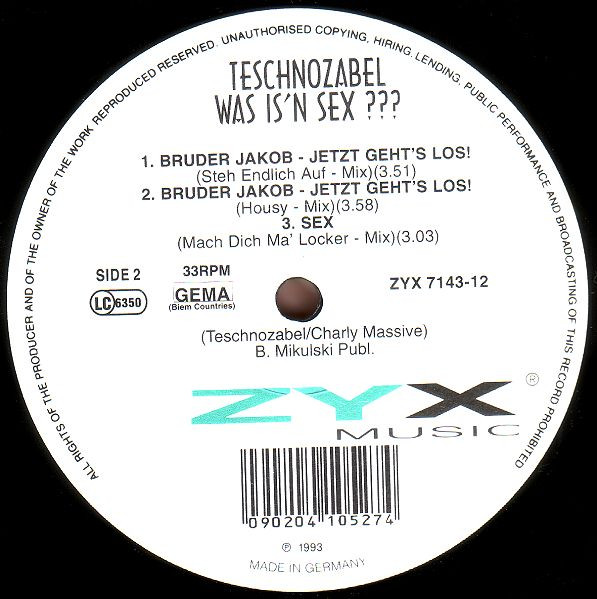 ALL RIGHTS OF THE PRODUCER AND OF THE OWNER OF THE WORK REPRODUCED RESERVED. UNAUTHORISED COPYING, HIRING, LENDING, PUBLIC PERFORMANCE AND BROADCASTING OF THIS RECORD PROHIBITED
TESCHNOZABEL
WAS IS'N SEX ???
1. BRUDER JAKOB - JETZT GEHT'S LOS!
(Steh Endlich Auf - Mix)(3.51)
2. BRUDER JAKOB - JETZT GEHT'S LOS!
(Housy - Mix)(3.58)
3. SEX
(Mach Dich Ma' Locker - Mix)(3.03)
SIDE 2 33RPM ZYX 7143-12
LC 6350 GEMA
(Biem Countries)
(Teschnozabel/Charly Massive)
B. Mikulski Publ.
ZYX ®
MUSIC
090204 105274
℗ 1993
MADE IN GERMANY